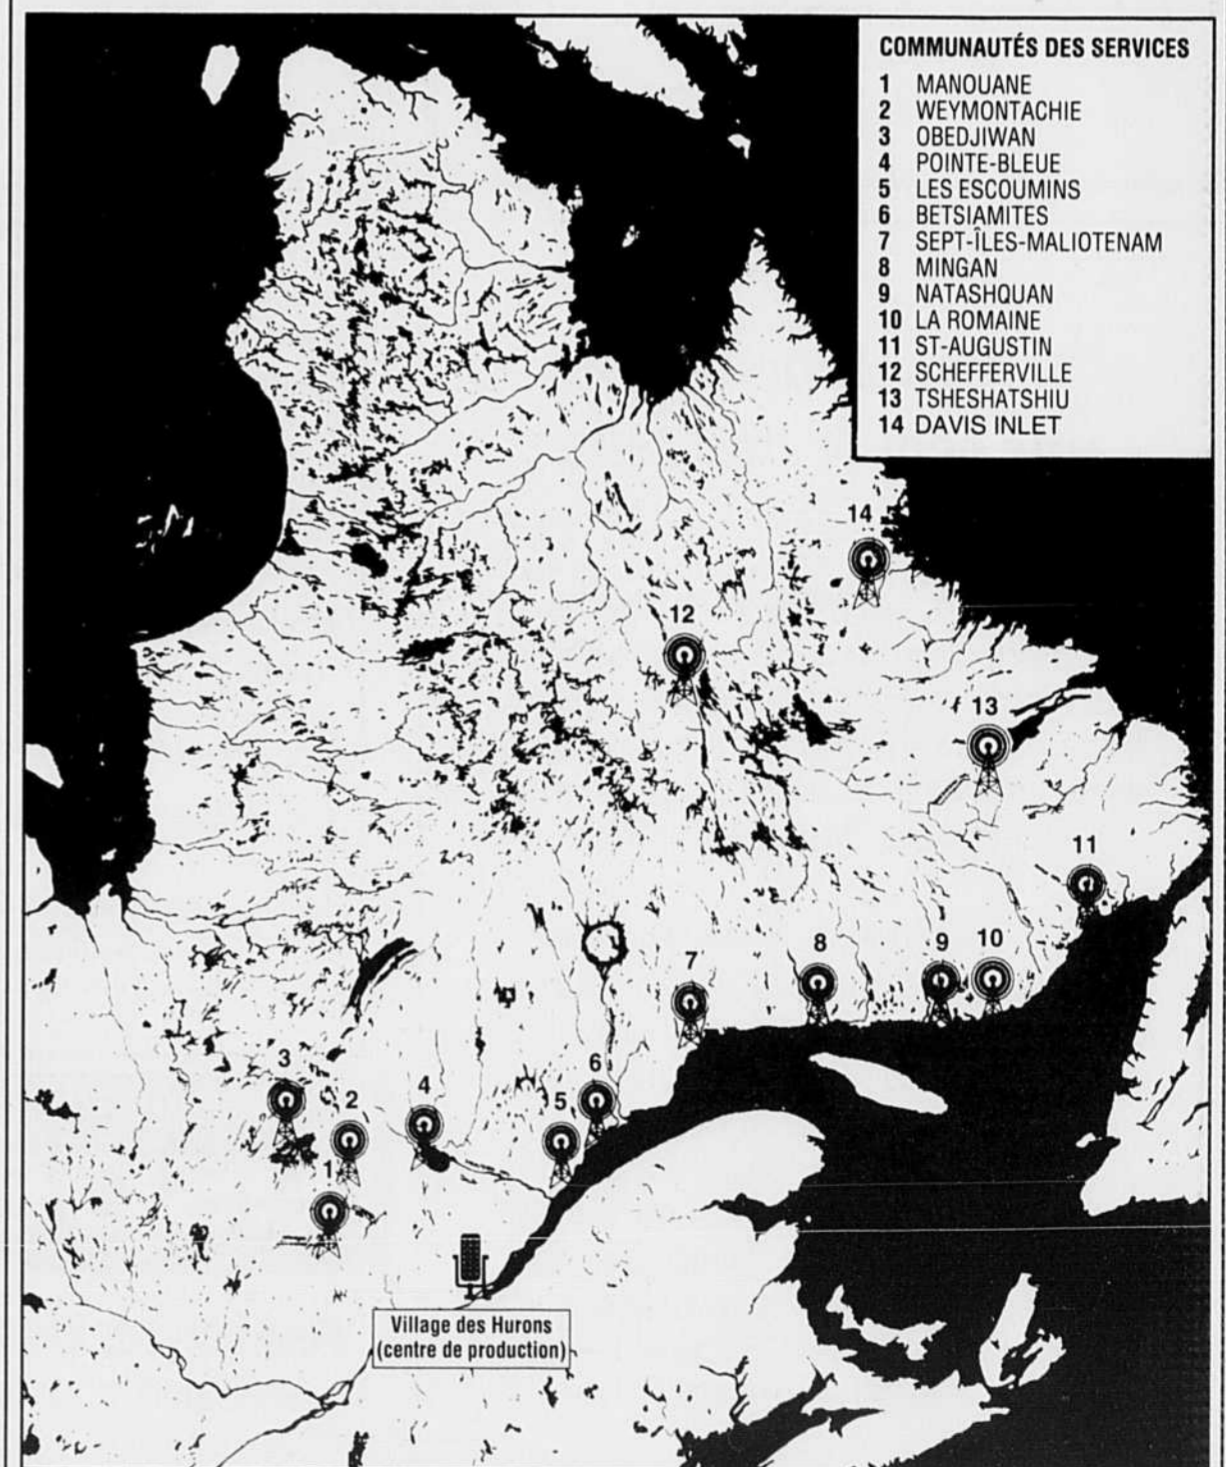 COMMUNAUTÉS DES SERVICES
1 MANOUANE
2 WEYMONTACHIE
3 OBEDJIWAN
4 POINTE-BLEUE
5 LES ESCOUMINS
6 BETSIAMITES
7 SEPT-ÎLES-MALIOTENAM
8 MINGAN
9 NATASHQUAN
10 LA ROMAINE
11 ST-AUGUSTIN
12 SCHEFFERVILLE
13 TSHESHATSHIU
14 DAVIS INLET
14
12
13
11
10
9
8
7
6
3
4
5
2
1
Village des Hurons
(centre de production)